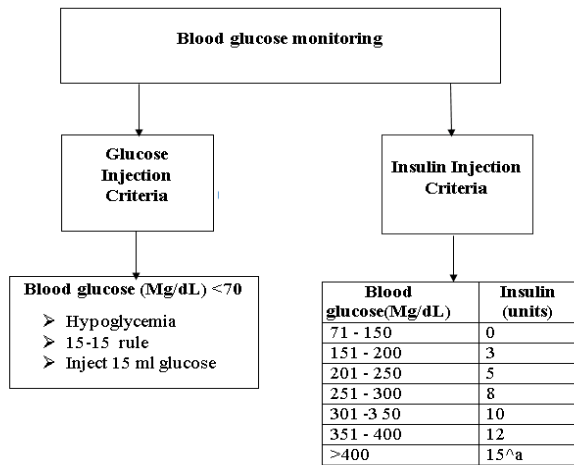 Blood glucose monitoring
Glucose
Injection
Criteria
Insulin Injection
Criteria
Blood glucose (Mg/dL) <70
➢ Hypoglycemia
➢ 15-15 rule
➢ Inject 15 ml glucose
Blood glucose(Mg/dL) Insulin (units)
71 - 150 0
151 - 200 3
201 - 250 5
251 - 300 8
301 -3 50 10
351 - 400 12
>400 15^a